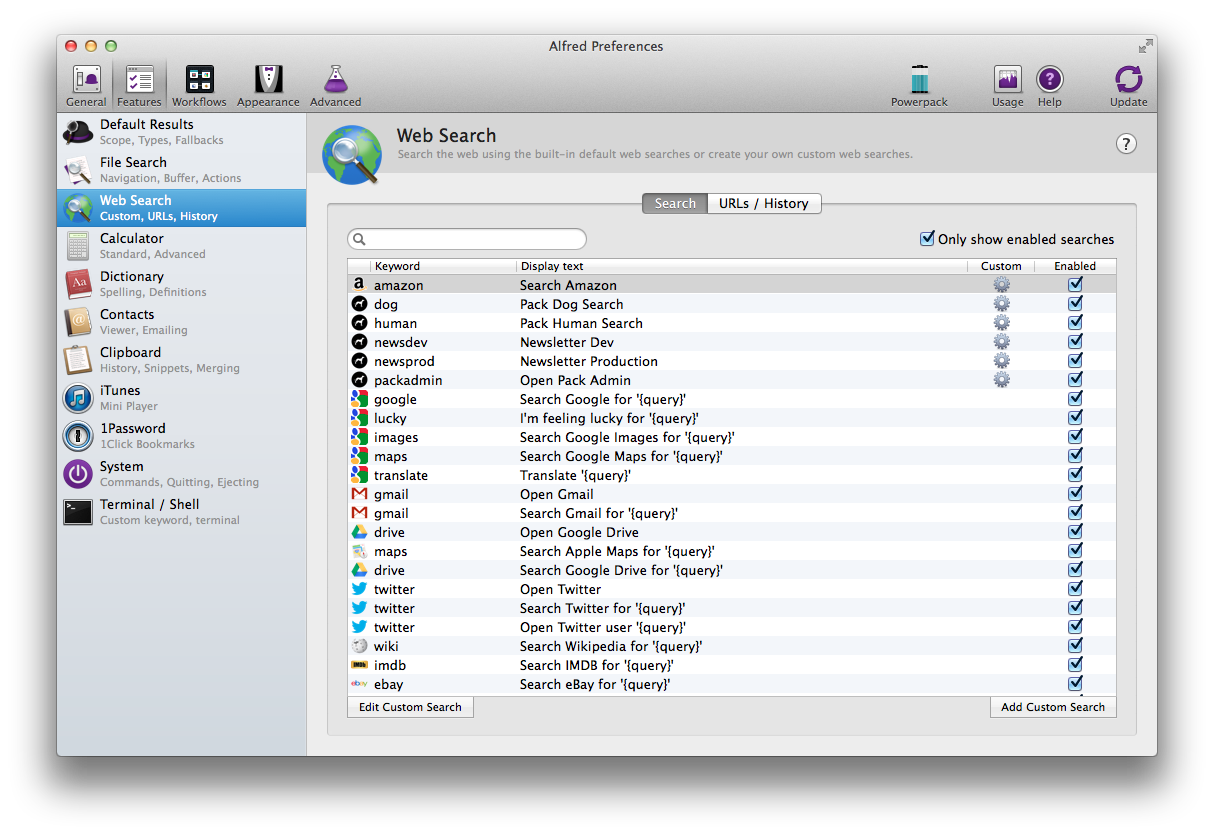 Alfred Preferences
General Features Workflows Appearance Advanced Powerpack Usage Help Update
Default Results
Scope, Types, Fallbacks
File Search
Navigation, Buffer, Actions
Web Search
Custom, URLs, History
Calculator
Standard, Advanced
Dictionary
Spelling, Definitions
Contacts
Viewer, Emailing
Clipboard
History, Snippets, Merging
iTunes
Mini Player
1Password
1Click Bookmarks
System
Commands, Quitting, Ejecting
Terminal / Shell
Custom keyword, terminal
Web Search
Search the web using the built-in default web searches or create your own custom web searches.
?
Search URLs / History
Only show enabled searches
Keyword Display text Custom Enabled
amazon Search Amazon
dog Pack Dog Search
human Pack Human Search
newsdev Newsletter Dev
newsprod Newsletter Production
packadmin Open Pack Admin
google Search Google for '{query}'
lucky I'm feeling lucky for '{query}'
images Search Google Images for '{query}'
maps Search Google Maps for '{query}'
translate Translate '{query}'
gmail Open Gmail
gmail Search Gmail for '{query}'
drive Open Google Drive
maps Search Apple Maps for '{query}'
drive Search Google Drive for '{query}'
twitter Open Twitter
twitter Search Twitter for '{query}'
twitter Open Twitter user '{query}'
wiki Search Wikipedia for '{query}'
imdb Search IMDB for '{query}'
ebay Search eBay for '{query}'
Edit Custom Search Add Custom Search